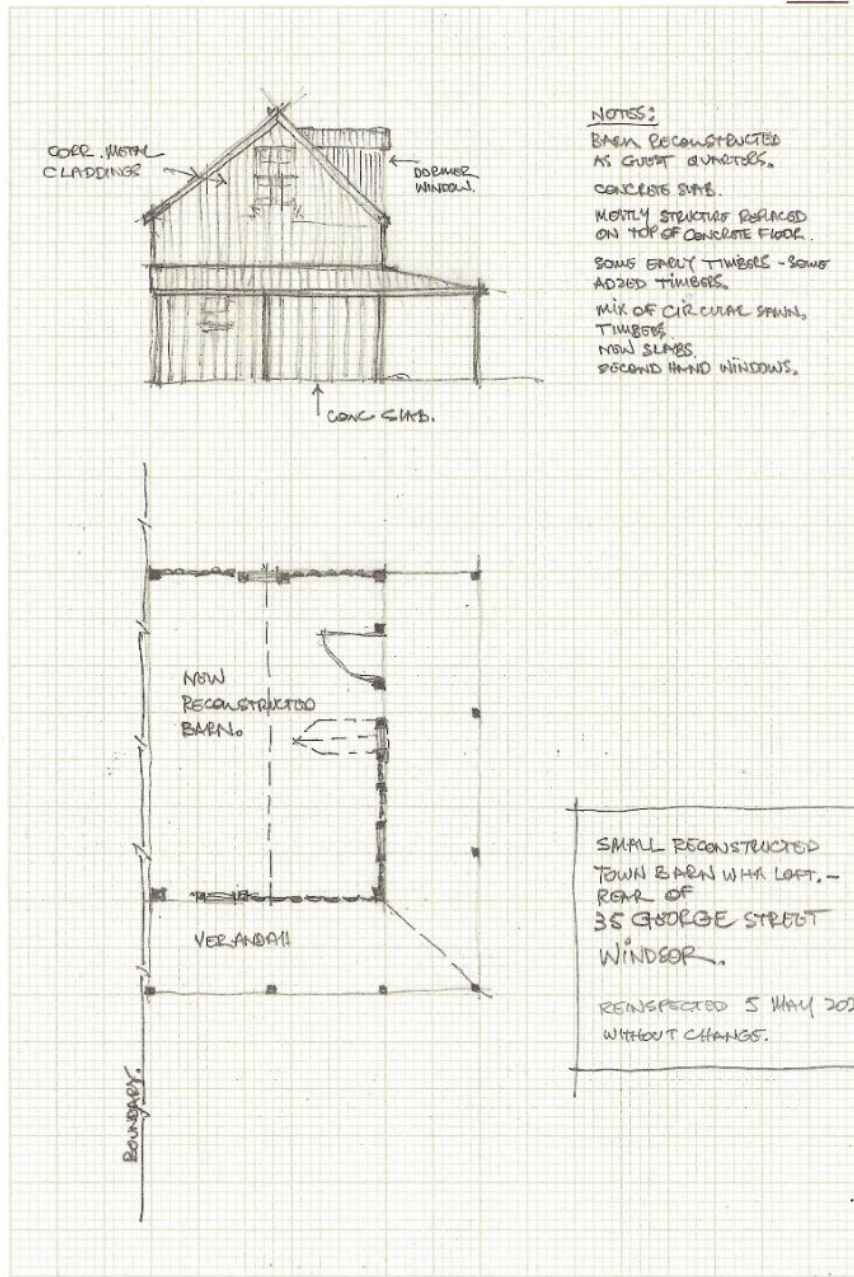 CORR. METAL
CLADDINGS
DORMER
WINDOW.
CONC SLAB.
NOTES:
BARN RECONSTRUCTED
AS GUEST QUARTERS.
CONCRETE SLAB.
MOSTLY STRUCTURE REPLACED
ON TOP OF CONCRETE FLOOR.
SOME EARLY TIMBERS - SOME
ADDED TIMBERS.
MIX OF CIRCULAR SAWN,
TIMBERS.
NEW SLABS.
SECOND HAND WINDOWS.
NOW
RECONSTRUCTED
BARN.
VERANDAH
BOUNDARY.
SMALL RECONSTRUCTED
TOWN BARN WITH LOFT. -
REAR OF
35 GEORGE STREET
WINDSOR.
REINSPECTED 5 MAY 202
WITHOUT CHANGE.